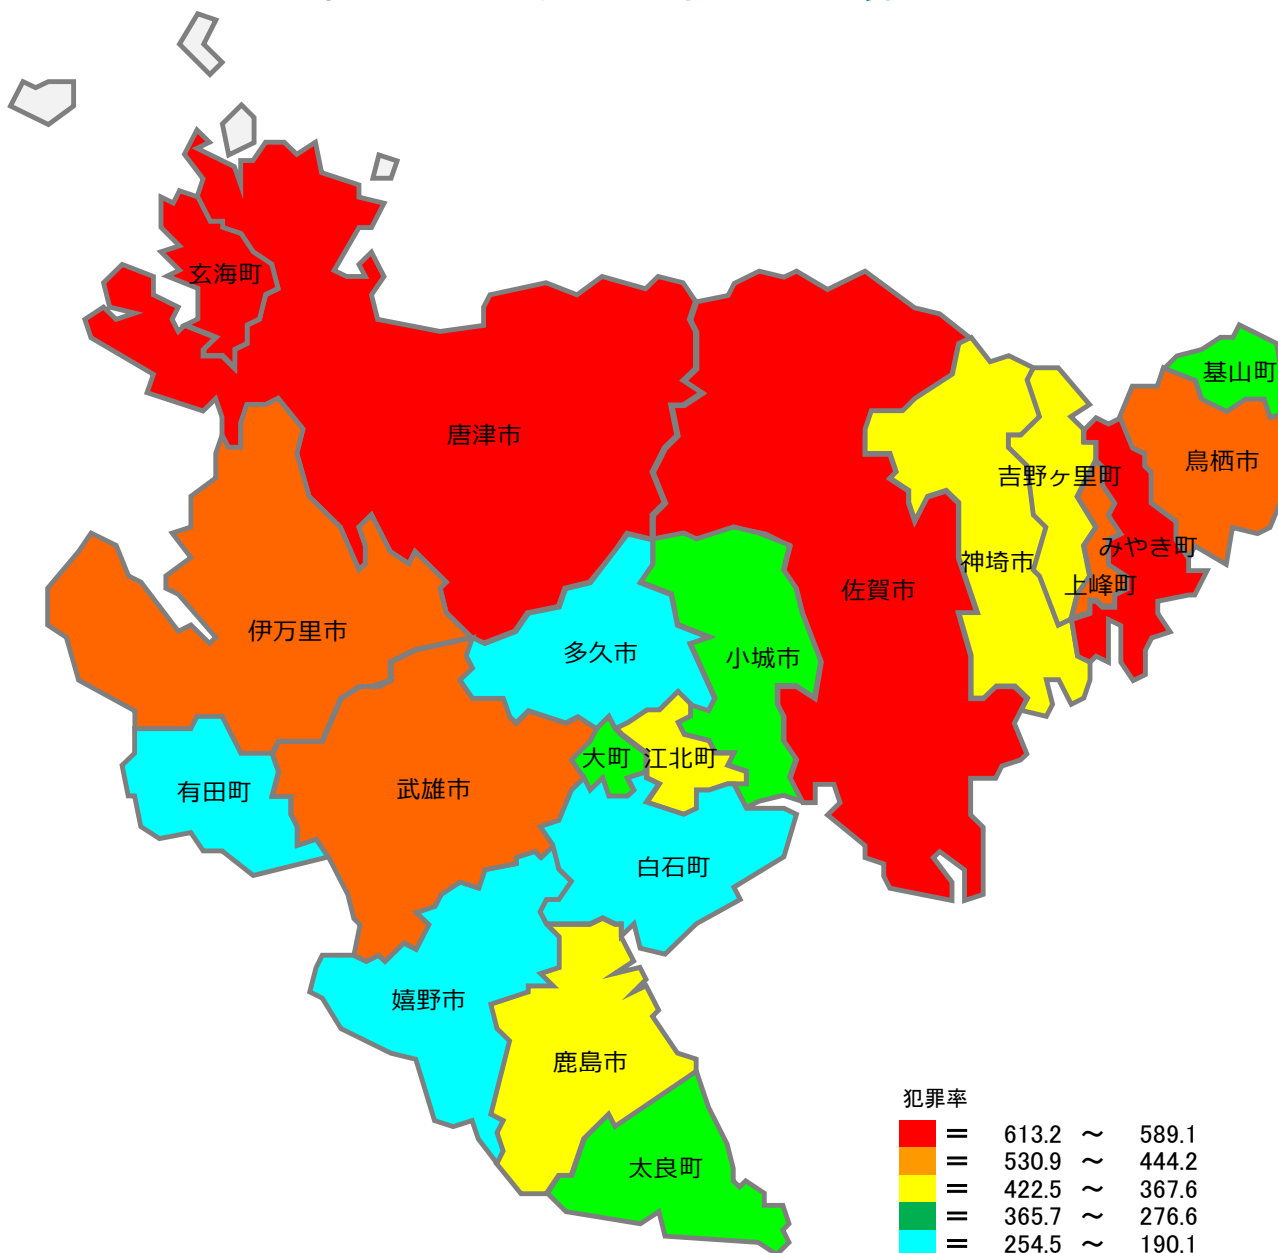 玄海町
基山町
唐津市
鳥栖市
吉野ヶ里町
みやき町
神埼市
上峰町
佐賀市
伊万里市
多久市
小城市
大町
江北町
有田町
武雄市
白石町
嬉野市
鹿島市
太良町
犯罪率
＝ 613.2 ～ 589.1
＝ 530.9 ～ 444.2
＝ 422.5 ～ 367.6
＝ 365.7 ～ 276.6
＝ 254.5 ～ 190.1